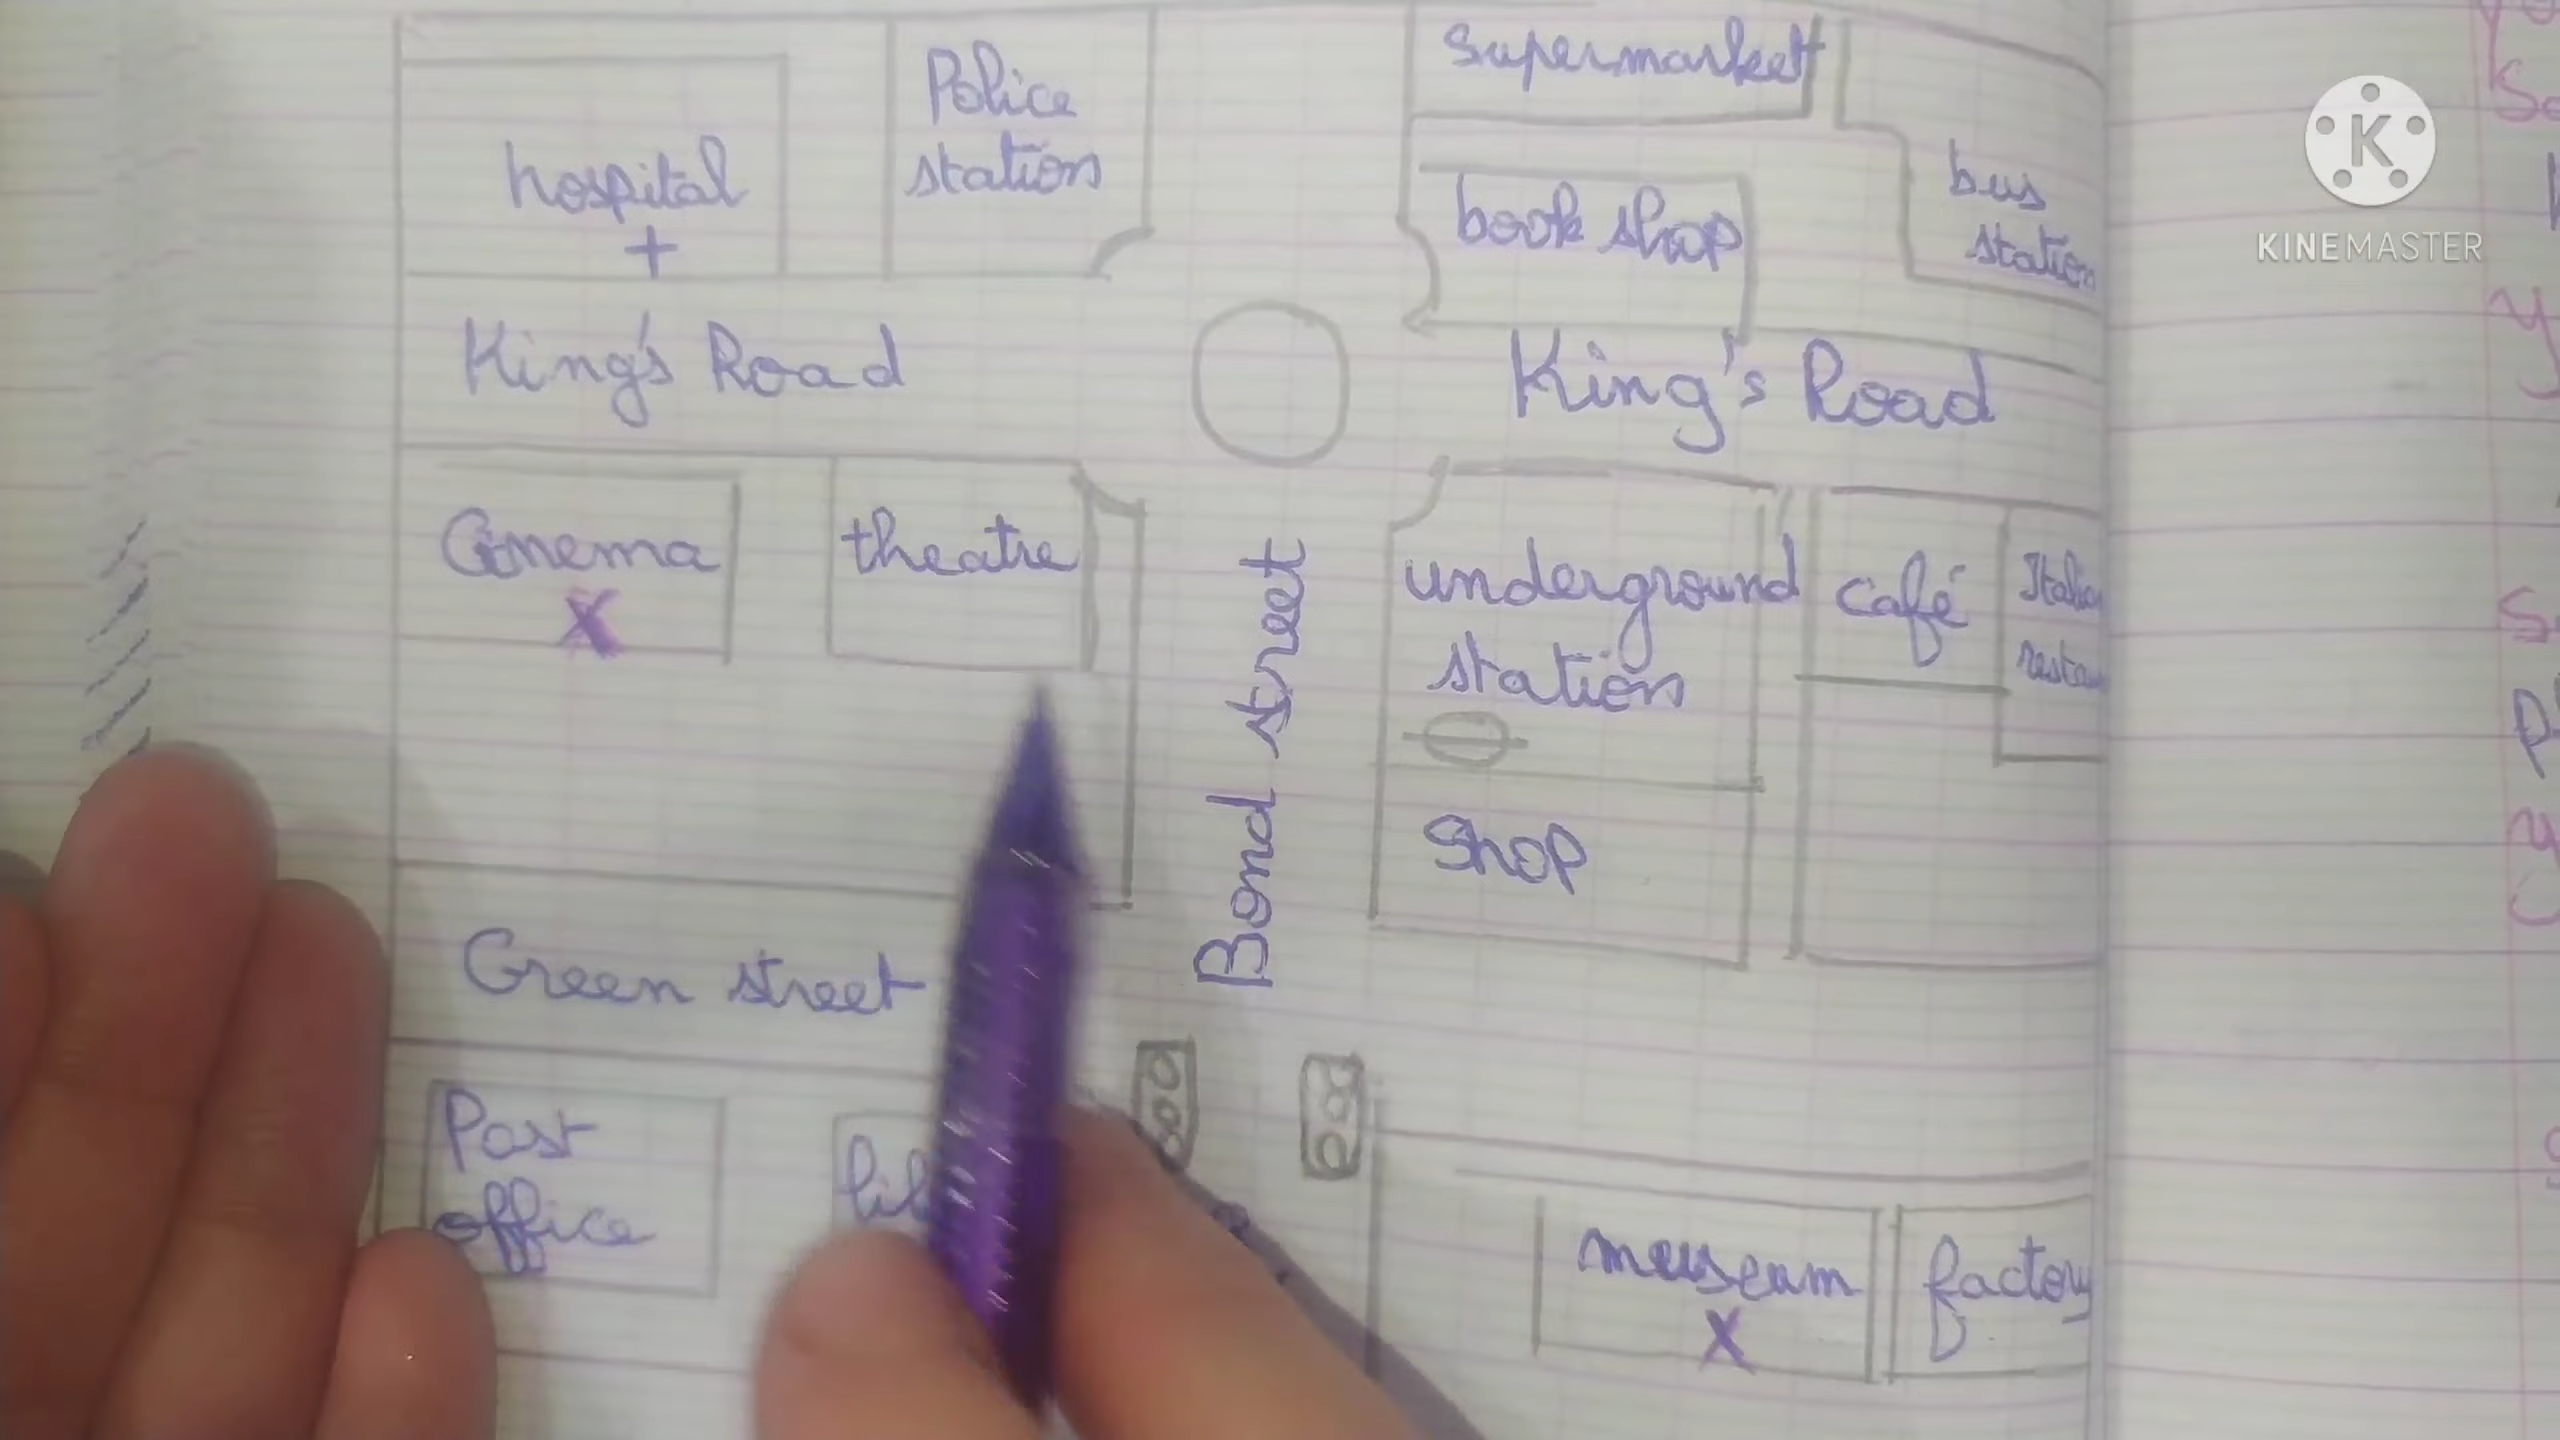 hospital
+
Police
station
Supermarket
book shop
bus
station
King's Road
King's Road
Cinema
X
theatre
Bond street
underground
station
café
Shop
Green street
Post
office
museum
X
factory
K
KINEMASTER